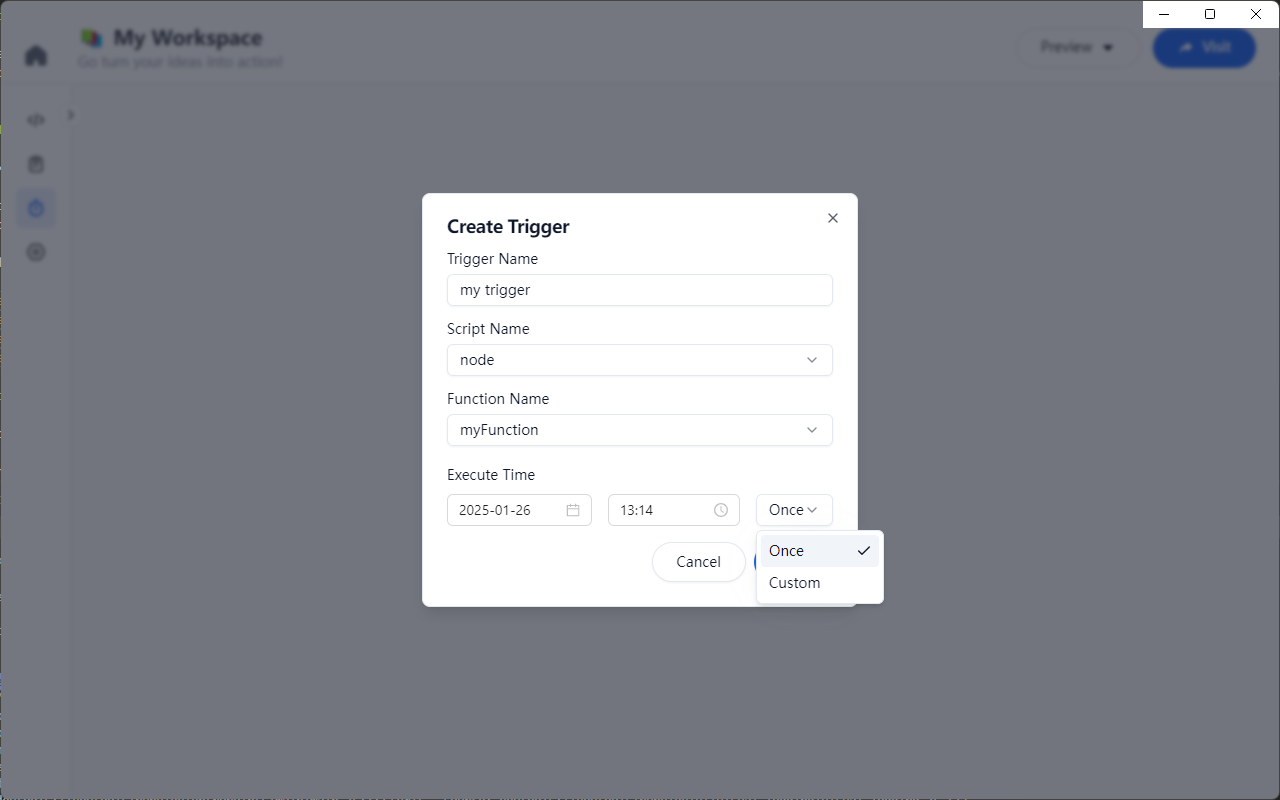 My Workspace
Go turn your ideas into action!
Preview
Visit
Create Trigger
Trigger Name
my trigger
Script Name
node
Function Name
myFunction
Execute Time
2025-01-26
13:14
Once
Once
Custom
Cancel